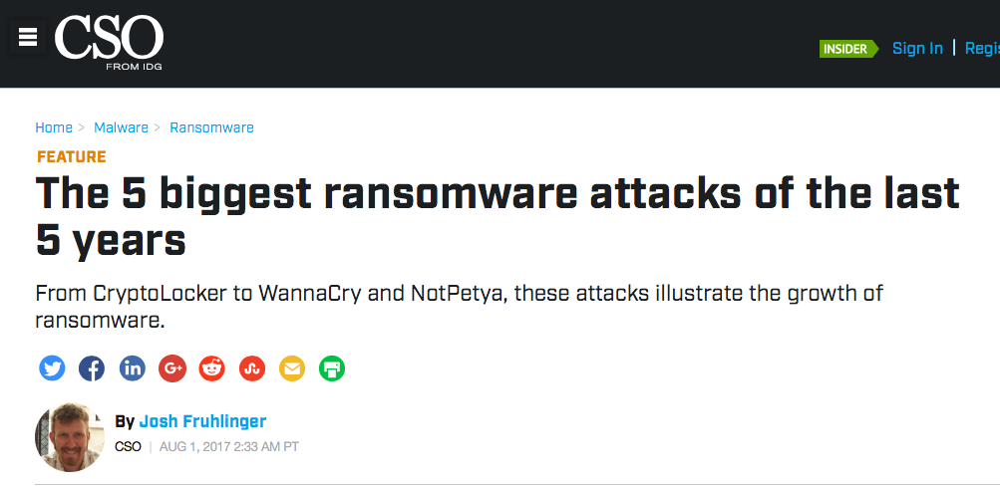 CSO
FROM IDG
INSIDER Sign In | Regis
Home > Malware > Ransomware
FEATURE
The 5 biggest ransomware attacks of the last
5 years
From CryptoLocker to WannaCry and NotPetya, these attacks illustrate the growth of
ransomware.
G+
By Josh Fruhlinger
CSO | AUG 1, 2017 2:33 AM PT